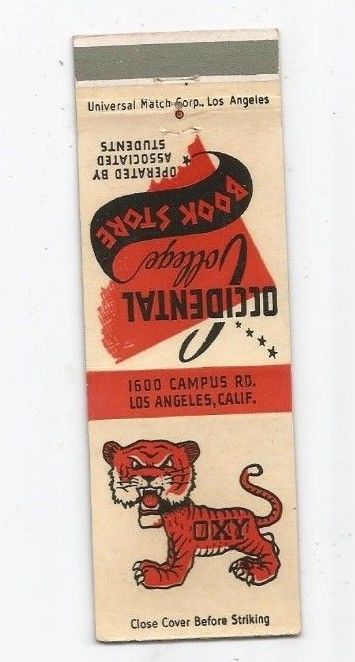 Universal Match Corp., Los Angeles
OCCIDENTAL
College
BOOK STORE
OPERATED BY
ASSOCIATED
STUDENTS
1600 CAMPUS RD.
LOS ANGELES, CALIF.
OXY
Close Cover Before Striking